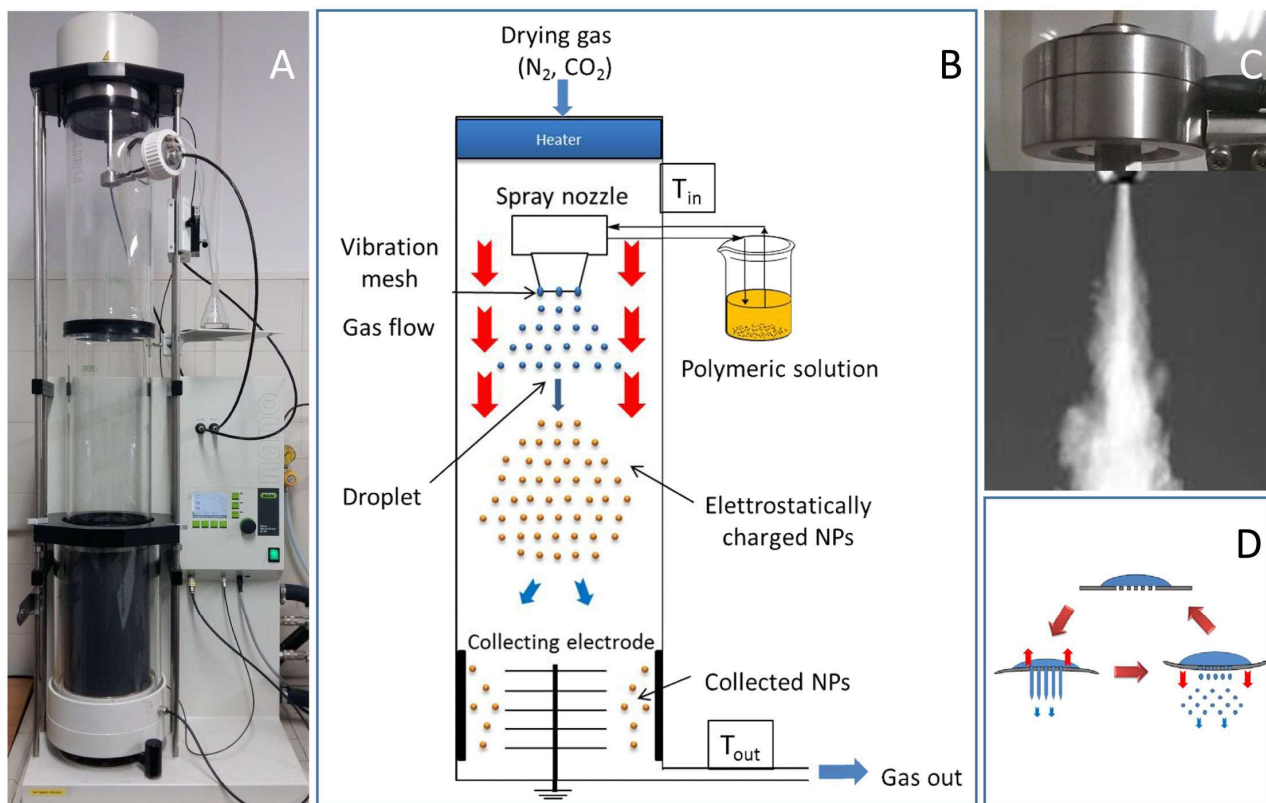 A
B
Drying gas
(N₂, CO₂)
Heater
Tin
Spray nozzle
Vibration
mesh
Gas flow
Polymeric solution
Droplet
Elettrostatically
charged NPs
Collecting electrode
Collected NPs
Tout
Gas out
C
D
nano